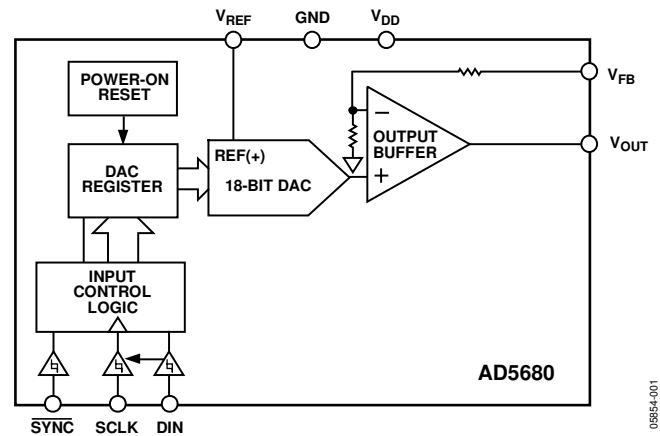 VREF GND VDD
POWER-ON
RESET
VFB
REF(+)
OUTPUT
BUFFER
VOUT
DAC
REGISTER
18-BIT DAC
INPUT
CONTROL
LOGIC
AD5680
SYNC SCLK DIN
05854-001